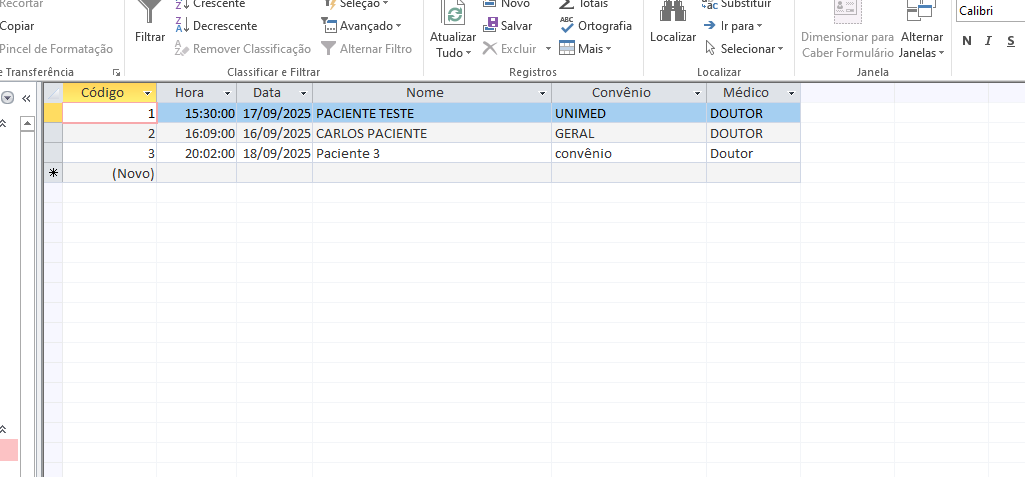 Recortar
Copiar
Pincel de Formatação
e Transferência
Filtrar
Crescente
Decrescente
Remover Classificação
Seleção
Avançado
Alternar Filtro
Classificar e Filtrar
Atualizar
Tudo
Novo
Salvar
Excluir
Totais
Ortografia
Mais
Registros
Localizar
Substituir
Ir para
Selecionar
Localizar
Dimensionar para
Caber Formulário
Alternar
Janelas
Janela
Calibri
N I S
Código Hora Data Nome Convênio Médico
1 15:30:00 17/09/2025 PACIENTE TESTE UNIMED DOUTOR
2 16:09:00 16/09/2025 CARLOS PACIENTE GERAL DOUTOR
3 20:02:00 18/09/2025 Paciente 3 convênio Doutor
(Novo)